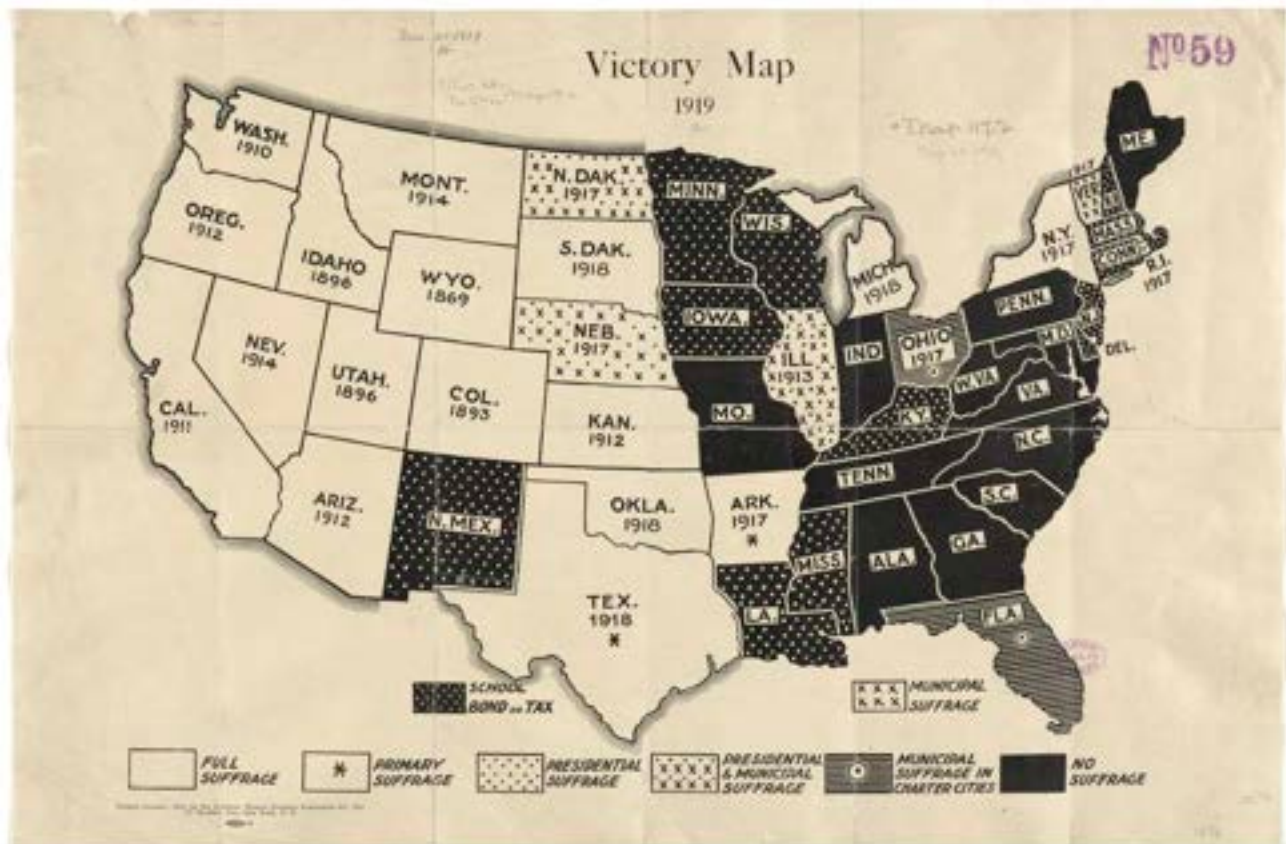 Victory Map
1919
Nº59
WASH.
1910
MONT.
1914
N. DAK.
1917
MINN.
ME.
OREG.
1912
IDAHO
1896
WYO.
1869
S. DAK.
1918
WIS.
MICH.
1918
N.Y.
1917
1917
VER
MASS
CONN.
R.I.
1917
NEV.
1914
UTAH.
1896
COL.
1893
NEB.
1917
IOWA.
ILL
1913
IND
OHIO
1917
PENN.
N.J.
M.D.
DEL.
CAL.
1911
KAN.
1912
MO.
KY.
W.VA.
VA.
ARIZ.
1912
N. MEX.
OKLA.
1918
ARK.
1917
TENN.
N.C.
S.C.
TEX.
1918
LA.
MISS.
ALA.
GA.
FLA.
SCHOOL
BOND OR TAX
MUNICIPAL
SUFFRAGE
FULL
SUFFRAGE
PRIMARY
SUFFRAGE
PRESIDENTIAL
SUFFRAGE
PRESIDENTIAL
& MUNICIPAL
SUFFRAGE
MUNICIPAL
SUFFRAGE IN
CHARTER CITIES
NO
SUFFRAGE